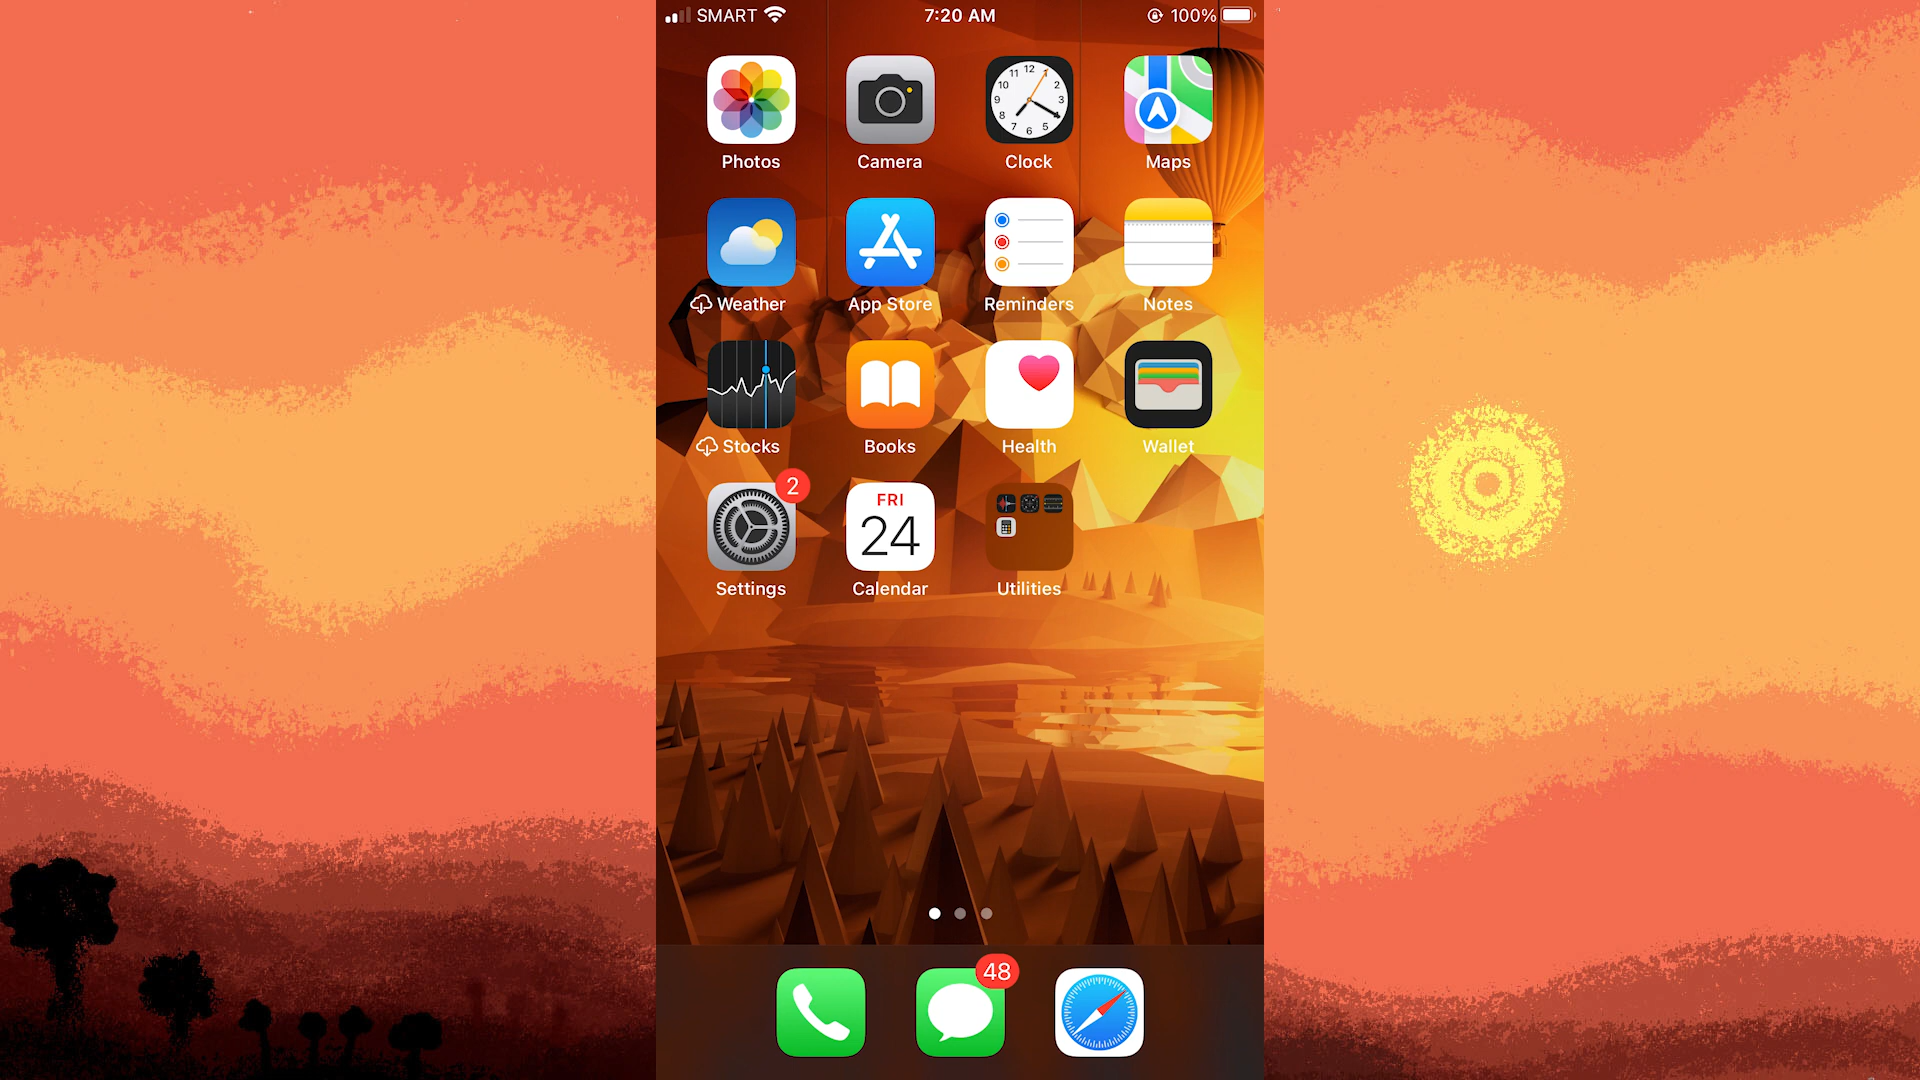 SMART 7:20 AM 100%
Photos Camera Clock Maps
Weather App Store Reminders Notes
Stocks Books Health Wallet
2
FRI
24
Settings Calendar Utilities
48